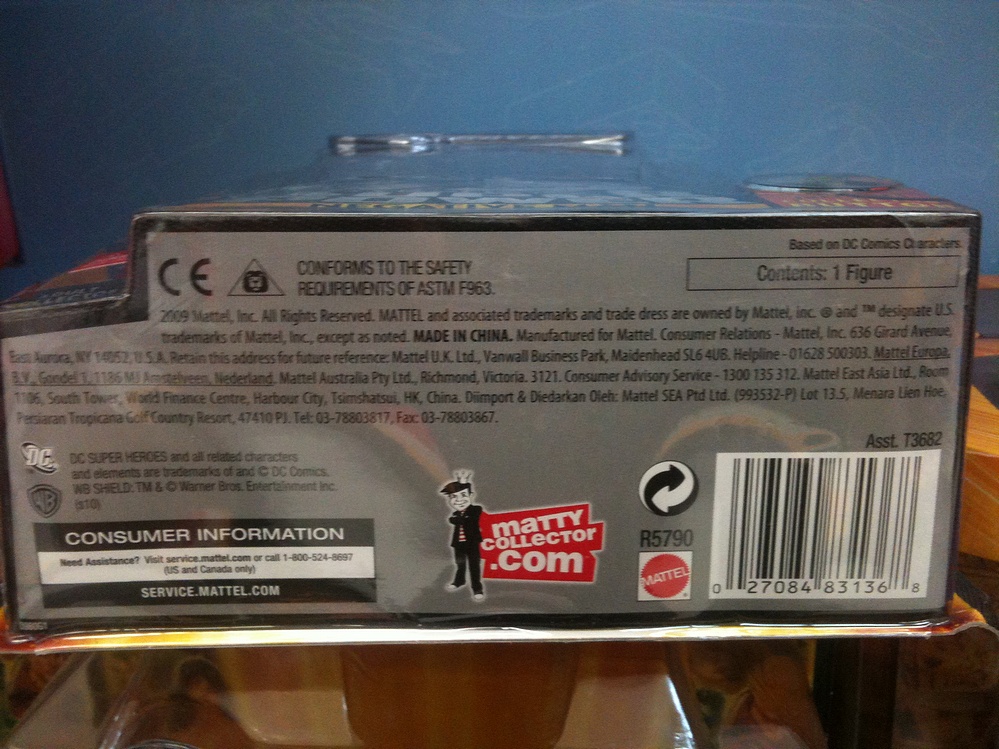 Based on DC Comics Characters.
CE
CONFORMS TO THE SAFETY
REQUIREMENTS OF ASTM F963.
Contents: 1 Figure
2009 Mattel, Inc. All Rights Reserved. MATTEL and associated trademarks and trade dress are owned by Mattel, Inc. ® and ™ designate U.S.
trademarks of Mattel, Inc., except as noted. MADE IN CHINA. Manufactured for Mattel. Consumer Relations - Mattel, Inc. 636 Girard Avenue,
East Aurora, NY 14052, U.S.A. Retain this address for future reference: Mattel U.K. Ltd., Vanwall Business Park, Maidenhead SL6 4UB. Helpline - 01628 500303. Mattel Europa,
B.V., Gondel 1, 1186 MJ Amstelveen, Nederland. Mattel Australia Pty Ltd., Richmond, Victoria. 3121. Consumer Advisory Service - 1300 135 312. Mattel East Asia Ltd., Room
1106, South Tower, World Finance Centre, Harbour City, Tsimshatsui, HK, China. Diimport & Diedarkan Oleh: Mattel SEA Ptd Ltd. (993532-P) Lot 13.5, Menara Lien Hoe,
Persiaran Tropicana Golf Country Resort, 47410 PJ. Tel: 03-78803817, Fax: 03-78803867.
Asst. T3682
DC
DC SUPER HEROES and all related characters
and elements are trademarks of and © DC Comics.
WB SHIELD: TM & © Warner Bros. Entertainment Inc.
(s10)
WB
CONSUMER INFORMATION
Need Assistance? Visit service.mattel.com or call 1-800-524-8697
(US and Canada only)
SERVICE.MATTEL.COM
maTTY
COLLECTOR
.com
R5790
MATTEL
0 27084 83136 8